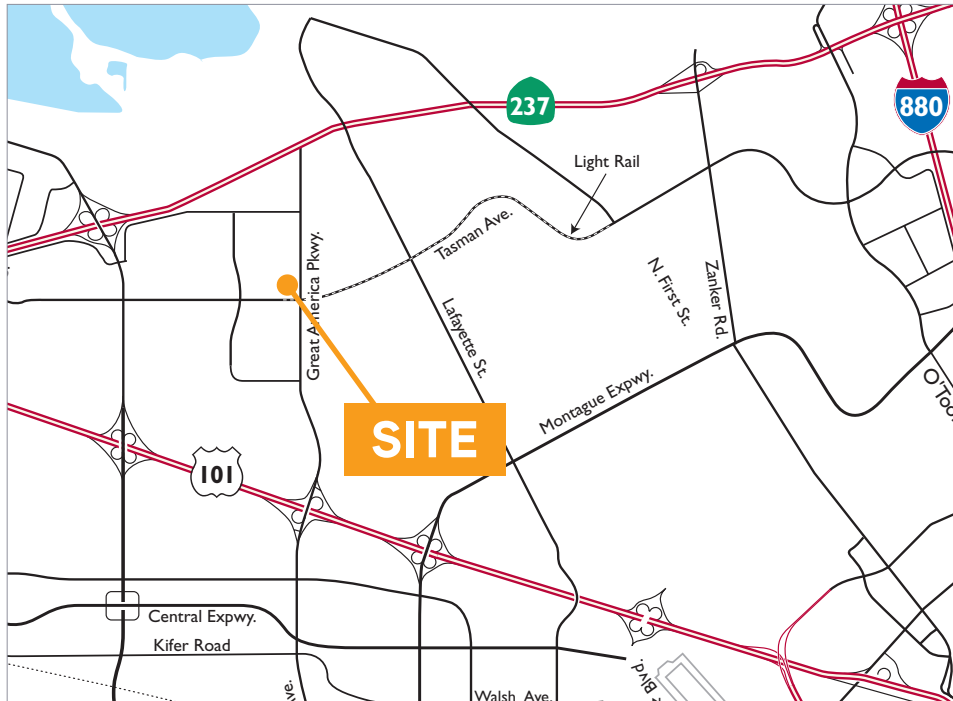 237
880
Light Rail
Tasman Ave.
Great America Pkwy.
N. First St.
Zanker Rd.
Lafayette St.
Montague Expwy.
SITE
101
Central Expwy.
Kifer Road
Walsh Ave.
Blvd.